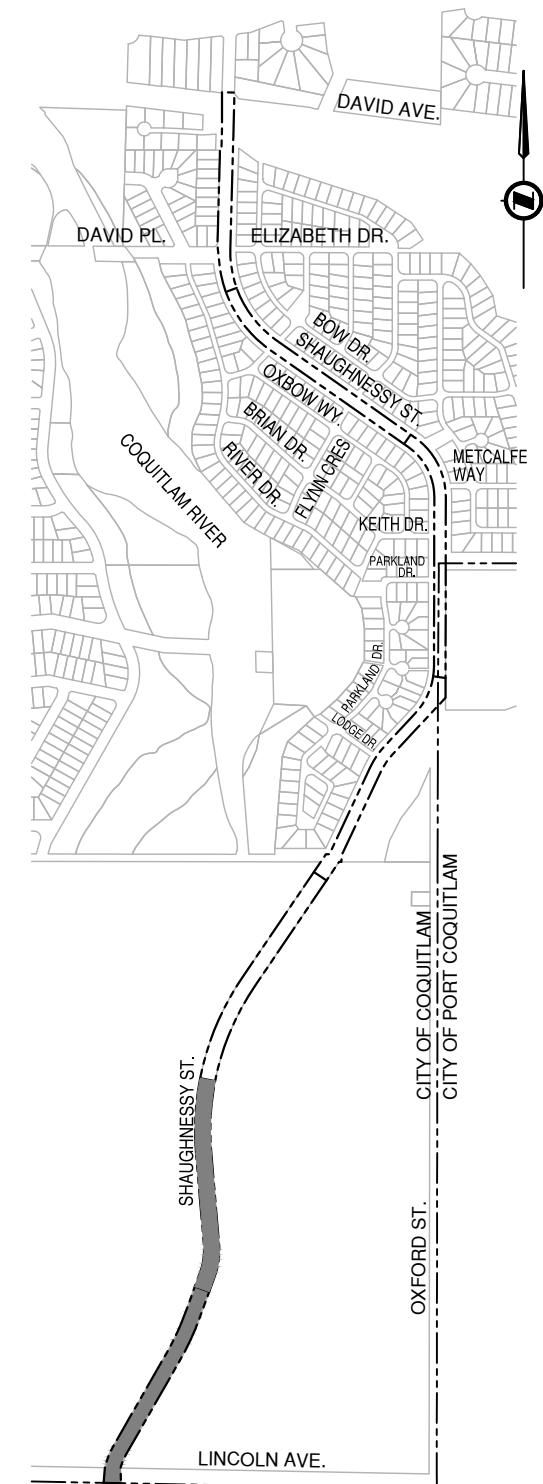 DAVID AVE.
N
DAVID PL.
ELIZABETH DR.
BOW DR.
SHAUGHNESSY ST.
OXBOW WY.
BRIAN DR.
RIVER DR.
FLYNN CRES
COQUITLAM RIVER
METCALFE
WAY
KEITH DR.
PARKLAND
DR.
PARKLAND DR.
LODGE DR.
CITY OF COQUITLAM
CITY OF PORT COQUITLAM
SHAUGHNESSY ST.
OXFORD ST.
LINCOLN AVE.